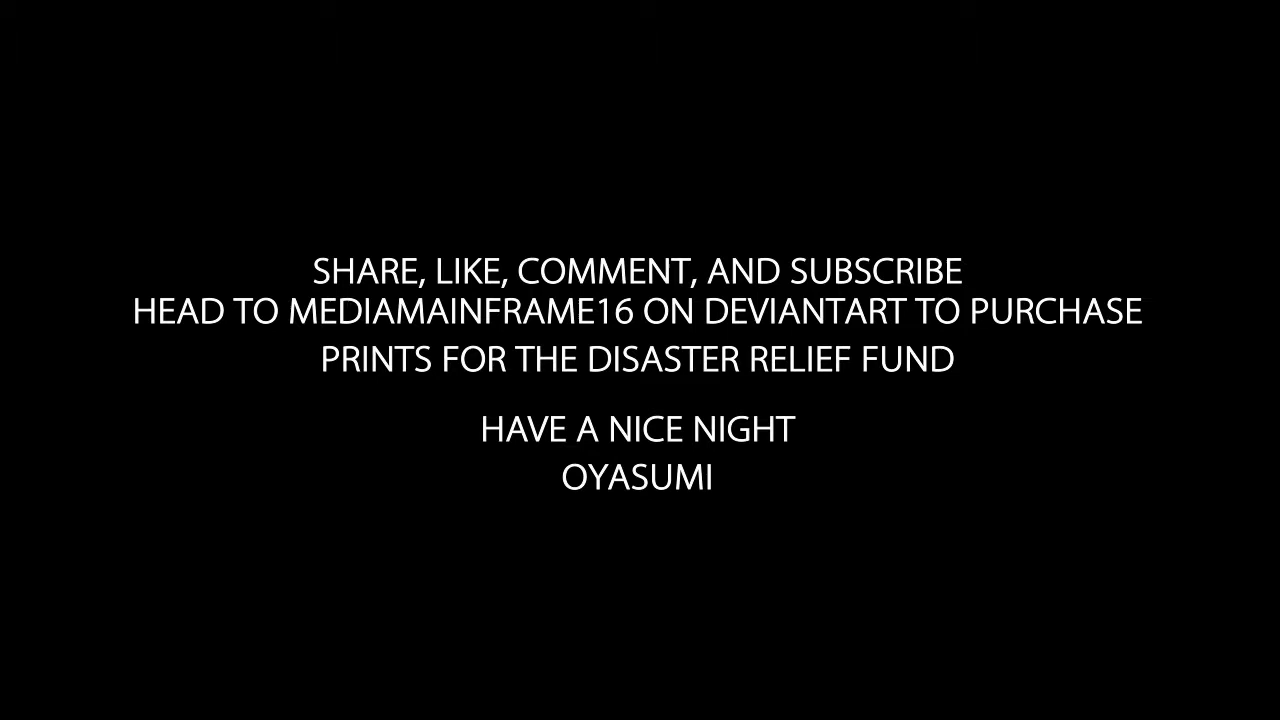 SHARE, LIKE, COMMENT, AND SUBSCRIBE
HEAD TO MEDIAMAINFRAME16 ON DEVIANTART TO PURCHASE
PRINTS FOR THE DISASTER RELIEF FUND
HAVE A NICE NIGHT
OYASUMI